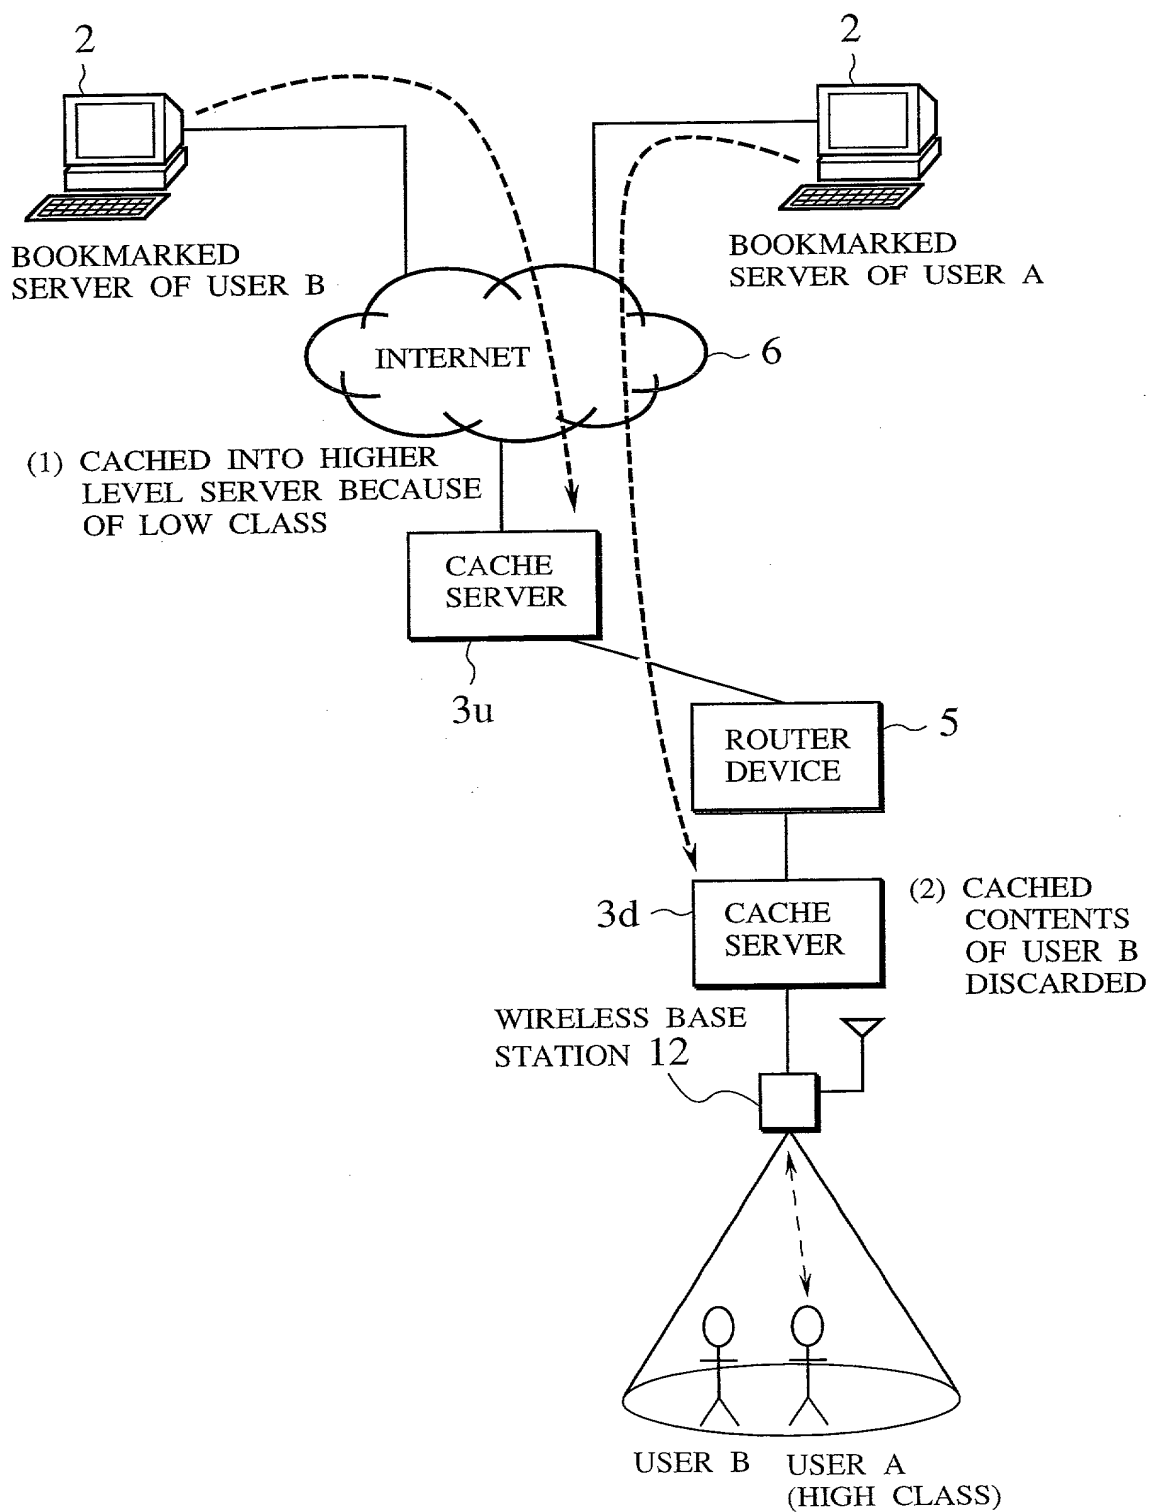 2
2
BOOKMARKED
SERVER OF USER B
BOOKMARKED
SERVER OF USER A
INTERNET
6
(1) CACHED INTO HIGHER
LEVEL SERVER BECAUSE
OF LOW CLASS
CACHE
SERVER
3u
ROUTER
DEVICE
5
3d
CACHE
SERVER
(2) CACHED
CONTENTS
OF USER B
DISCARDED
WIRELESS BASE
STATION 12
USER B
USER A
(HIGH CLASS)